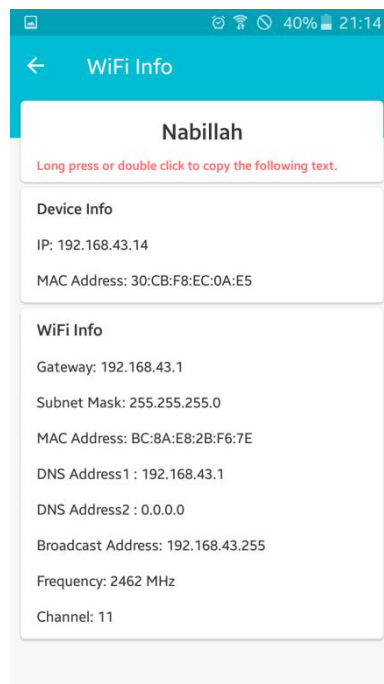 40% 21:14
WiFi Info
Nabillah
Long press or double click to copy the following text.
Device Info
IP: 192.168.43.14
MAC Address: 30:CB:F8:EC:0A:E5
WiFi Info
Gateway: 192.168.43.1
Subnet Mask: 255.255.255.0
MAC Address: BC:8A:E8:2B:F6:7E
DNS Address1 : 192.168.43.1
DNS Address2 : 0.0.0.0
Broadcast Address: 192.168.43.255
Frequency: 2462 MHz
Channel: 11